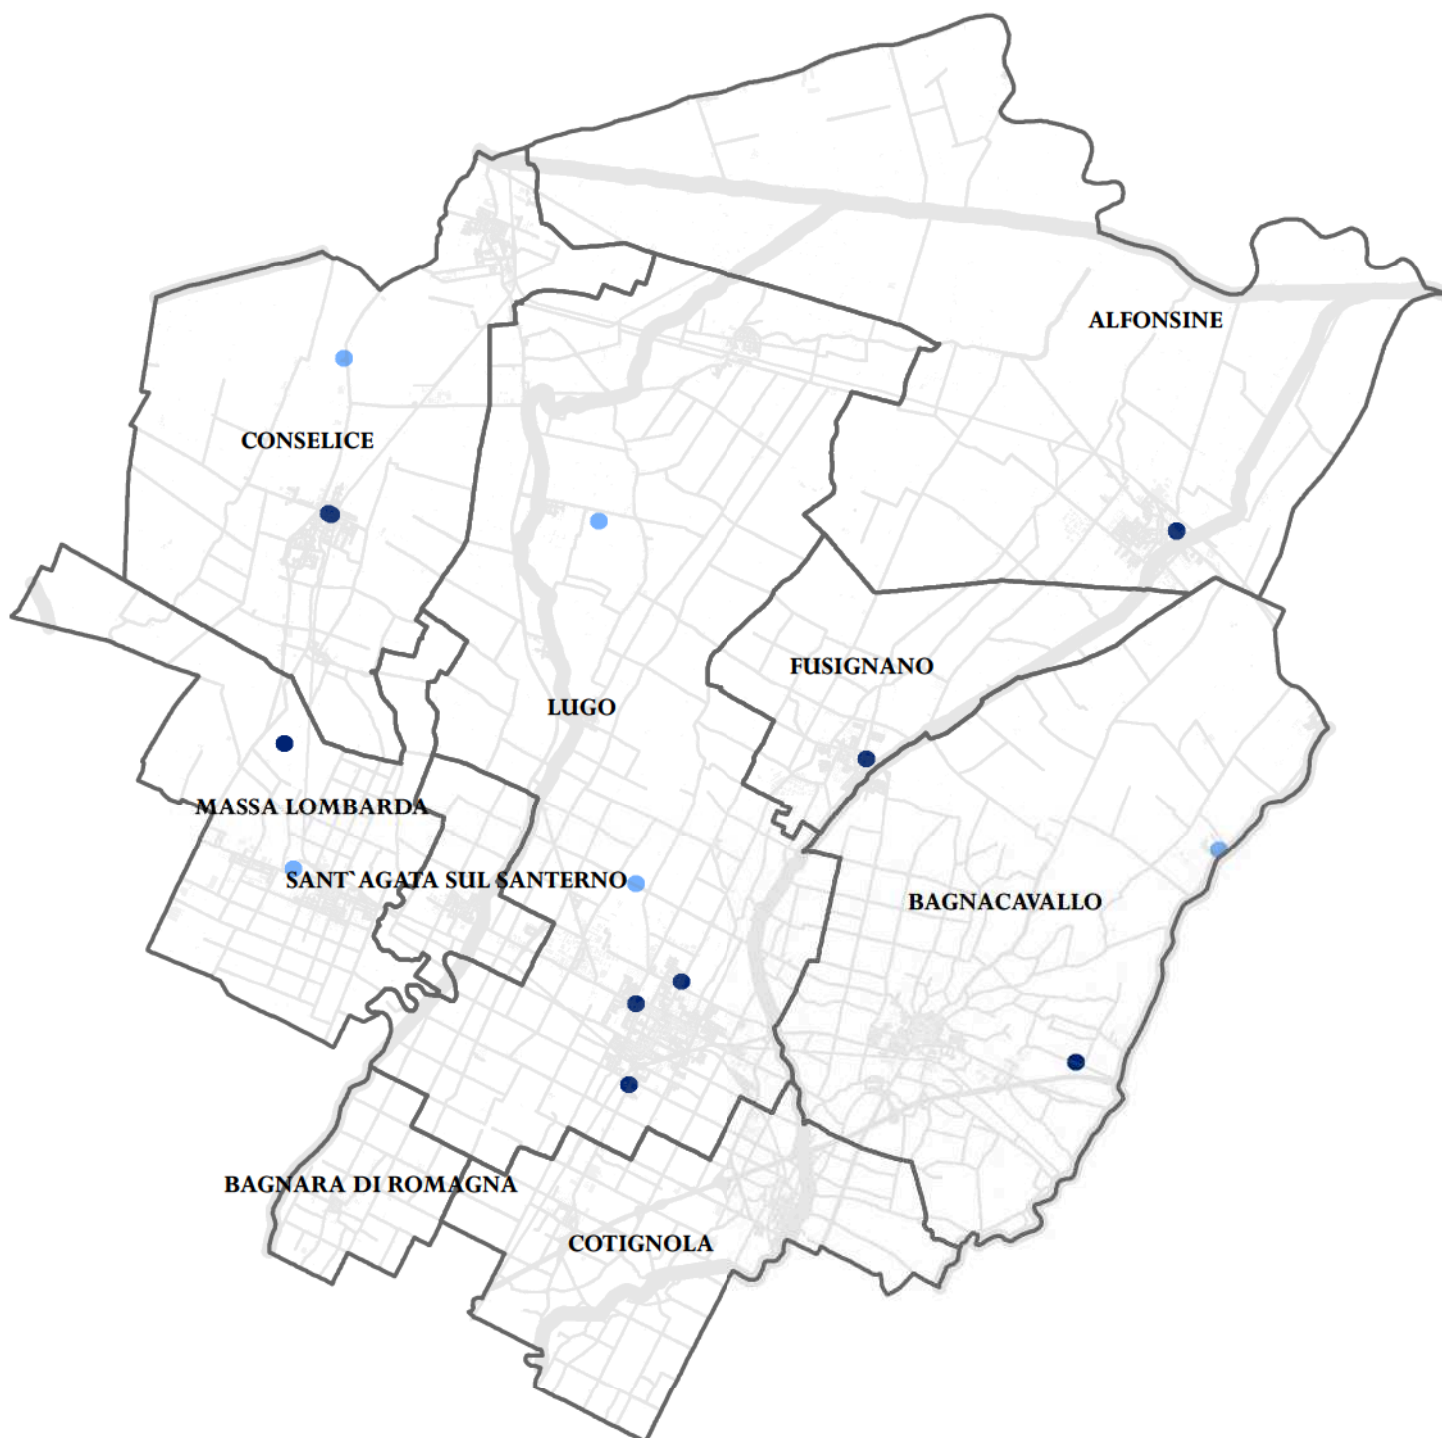 ALFONSINE
CONSELICE
FUSIGNANO
LUGO
MASSA LOMBARDA
SANT`AGATA SUL SANTERNO
BAGNACAVALLO
BAGNARA DI ROMAGNA
COTIGNOLA